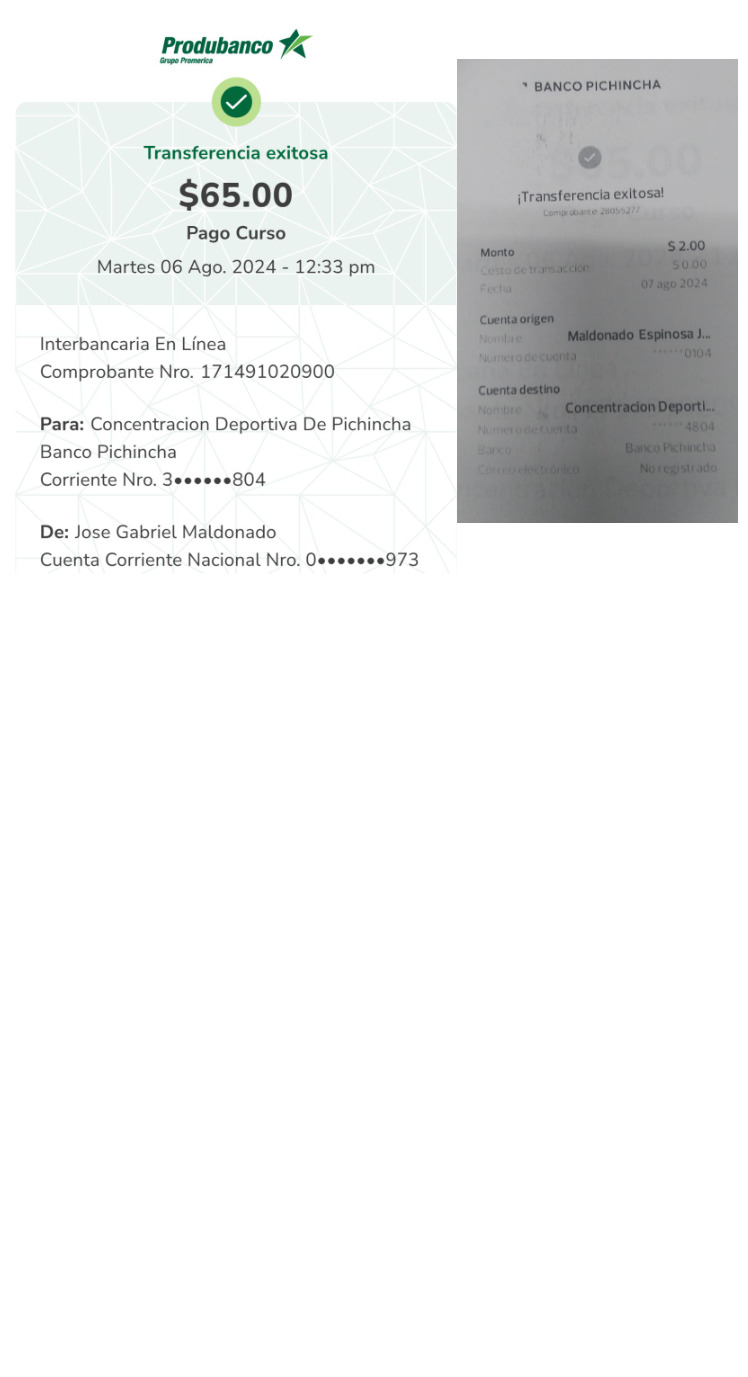 Produbanco
Grupo Promerica
Transferencia exitosa
$65.00
Pago Curso
Martes 06 Ago. 2024 - 12:33 pm
Interbancaria En Línea
Comprobante Nro. 171491020900
Para: Concentracion Deportiva De Pichincha
Banco Pichincha
Corriente Nro. 3••••••804
De: Jose Gabriel Maldonado
Cuenta Corriente Nacional Nro. 0•••••••973
BANCO PICHINCHA
¡Transferencia exitosa!
Comprobante 28055277
Monto $ 2.00
Costo de transacción $ 0.00
Fecha 07 ago 2024
Cuenta origen
Nombre Maldonado Espinosa J...
Número de cuenta ······0104
Cuenta destino
Nombre Concentracion Deporti...
Número de cuenta ······4804
Banco Banco Pichincha
Correo electrónico No registrado